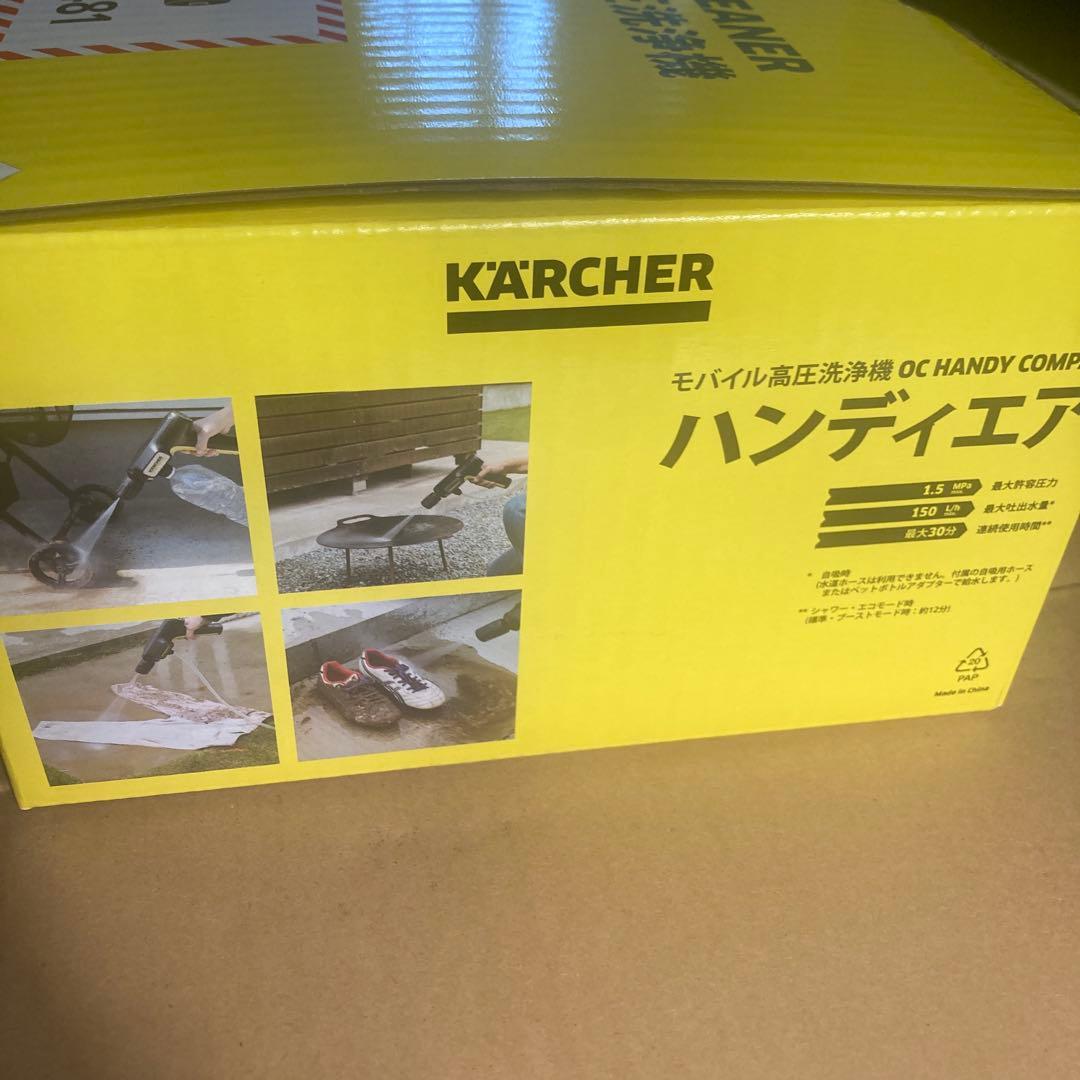 81
EANER
洗浄機
KÄRCHER
モバイル高圧洗浄機 OC HANDY COMP
ハンディエア
1.5 MPa max. 最大許容圧力
150 L/h max. 最大吐出水量*
最大30分 連続使用時間**
* 自吸時
(水道ホースは利用できません。付属の自吸用ホース
またはペットボトルアダプターで給水します。)
** シャワー・エコモード時
(標準・ブーストモード時：約12分)
20
PAP
Made in China